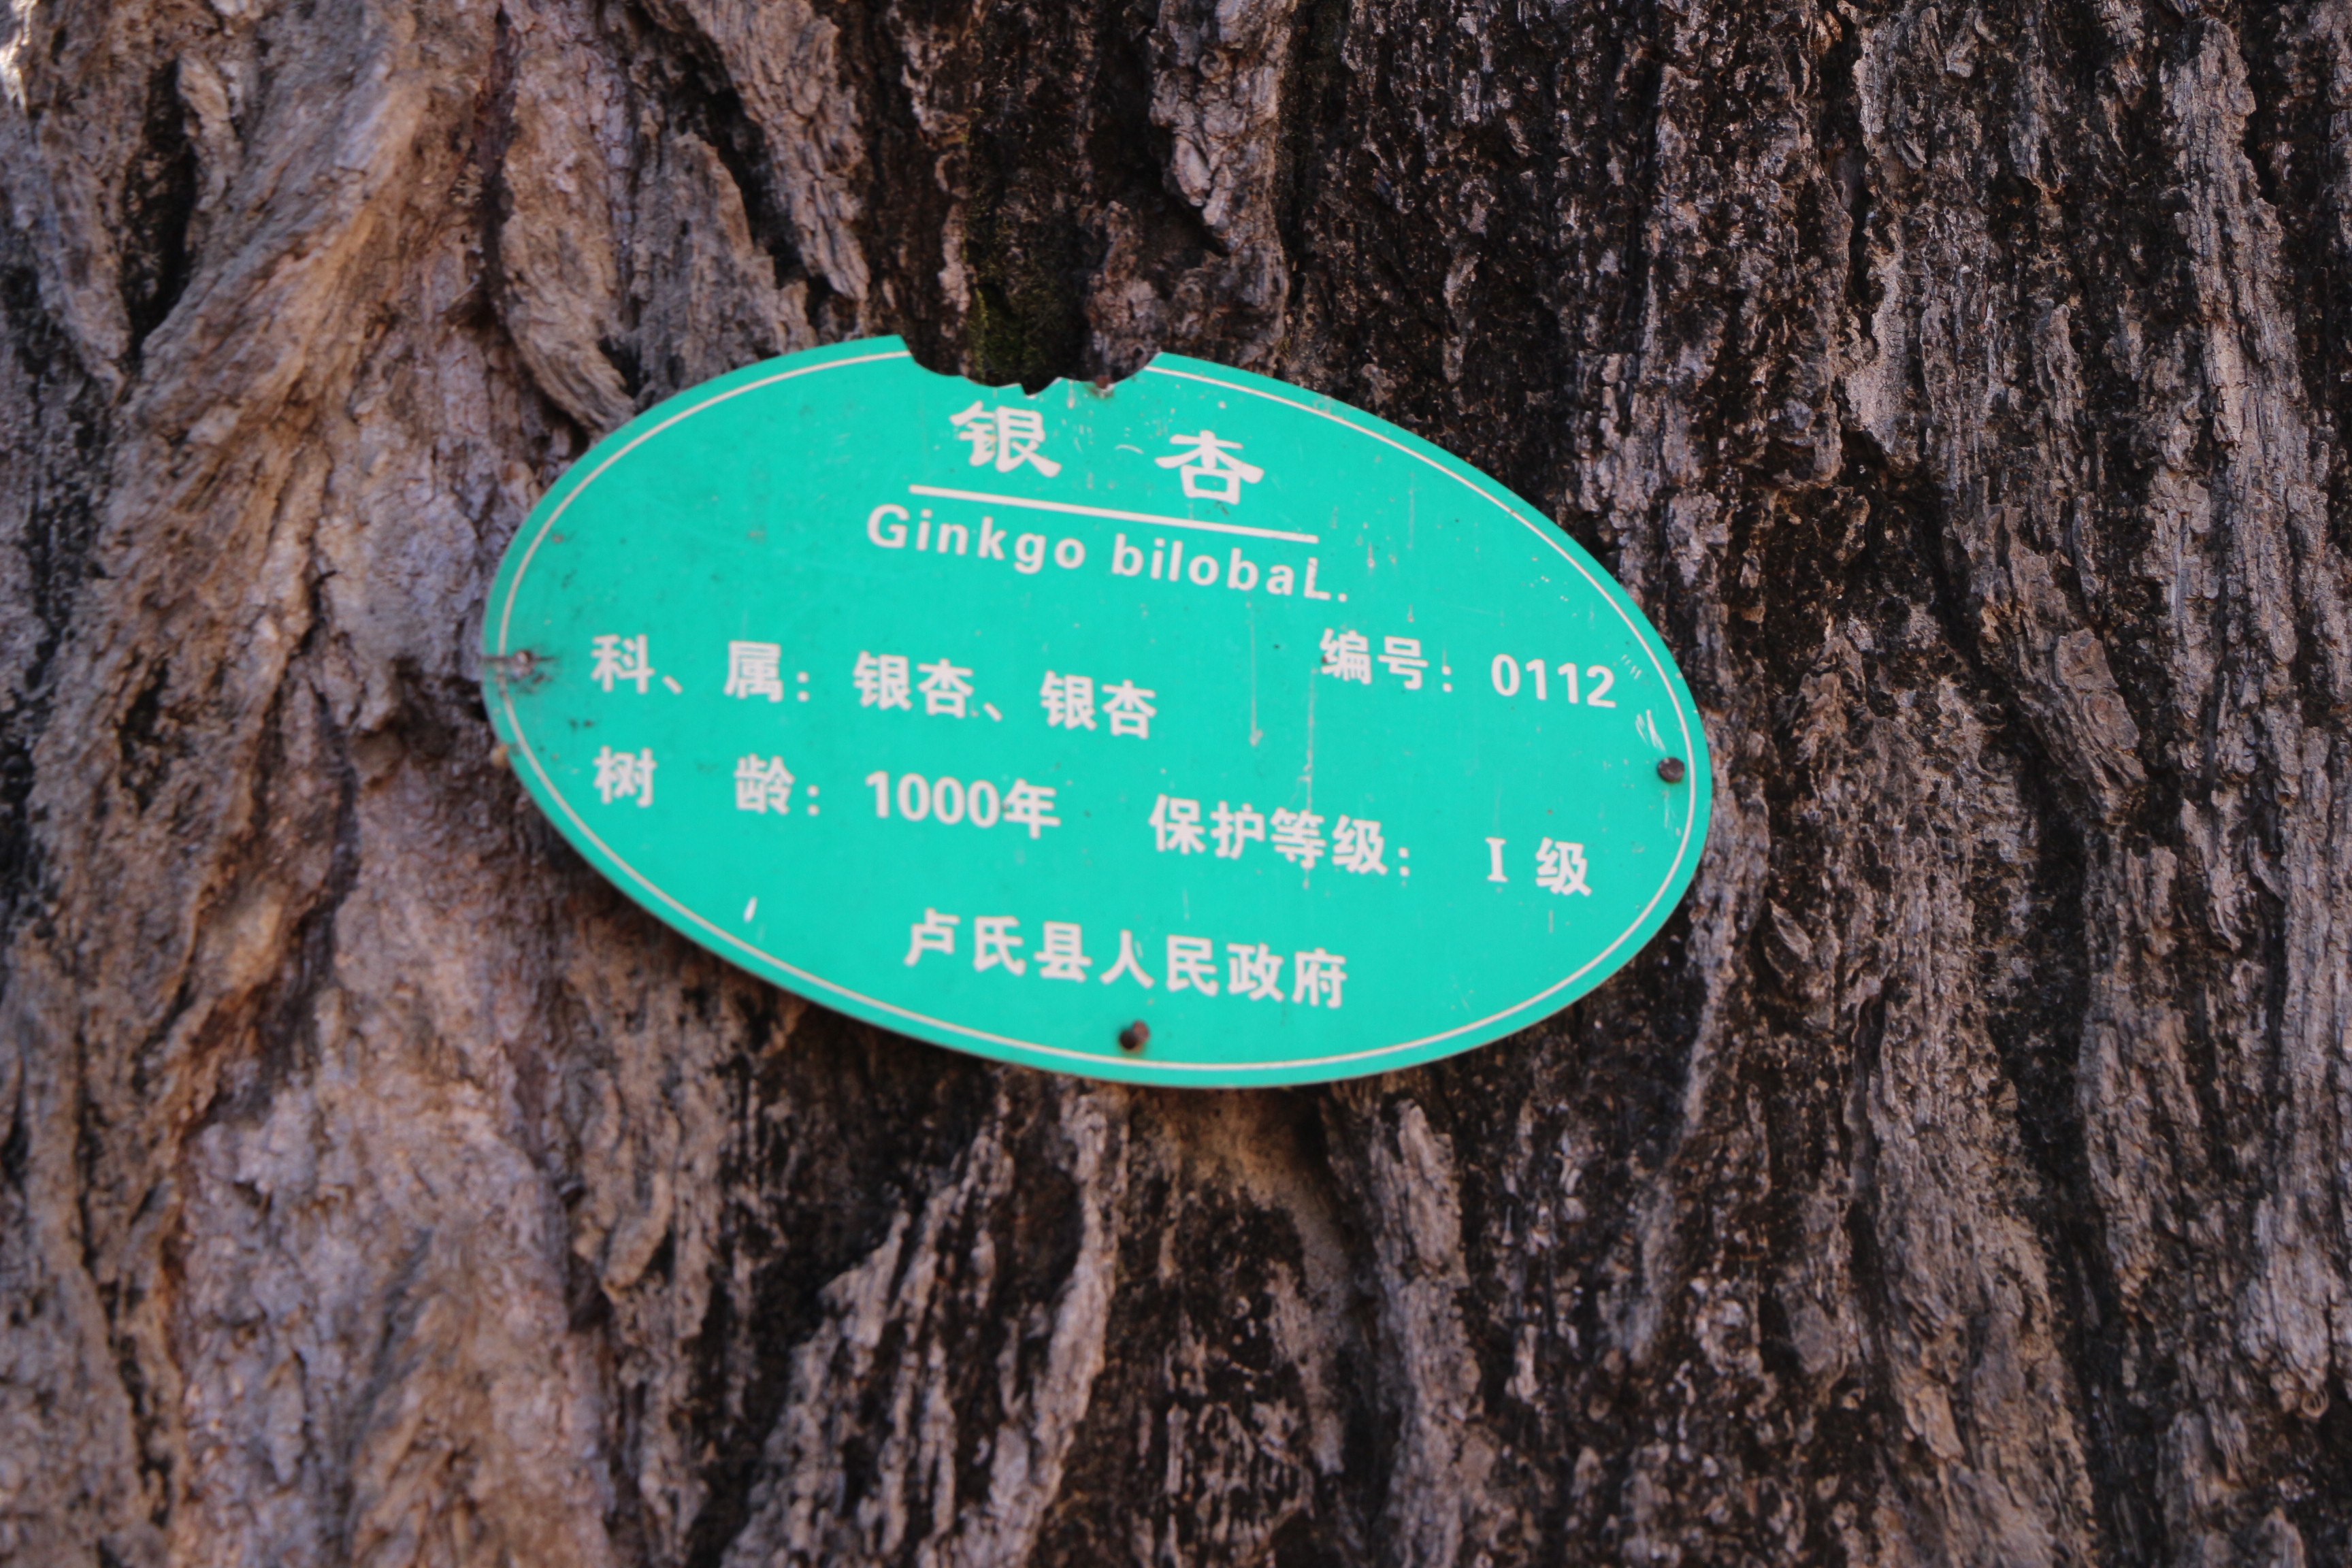 银杏
Ginkgo bilobaL.
科、属：银杏、银杏 编号：0112
树龄：1000年 保护等级：Ⅰ级
卢氏县人民政府